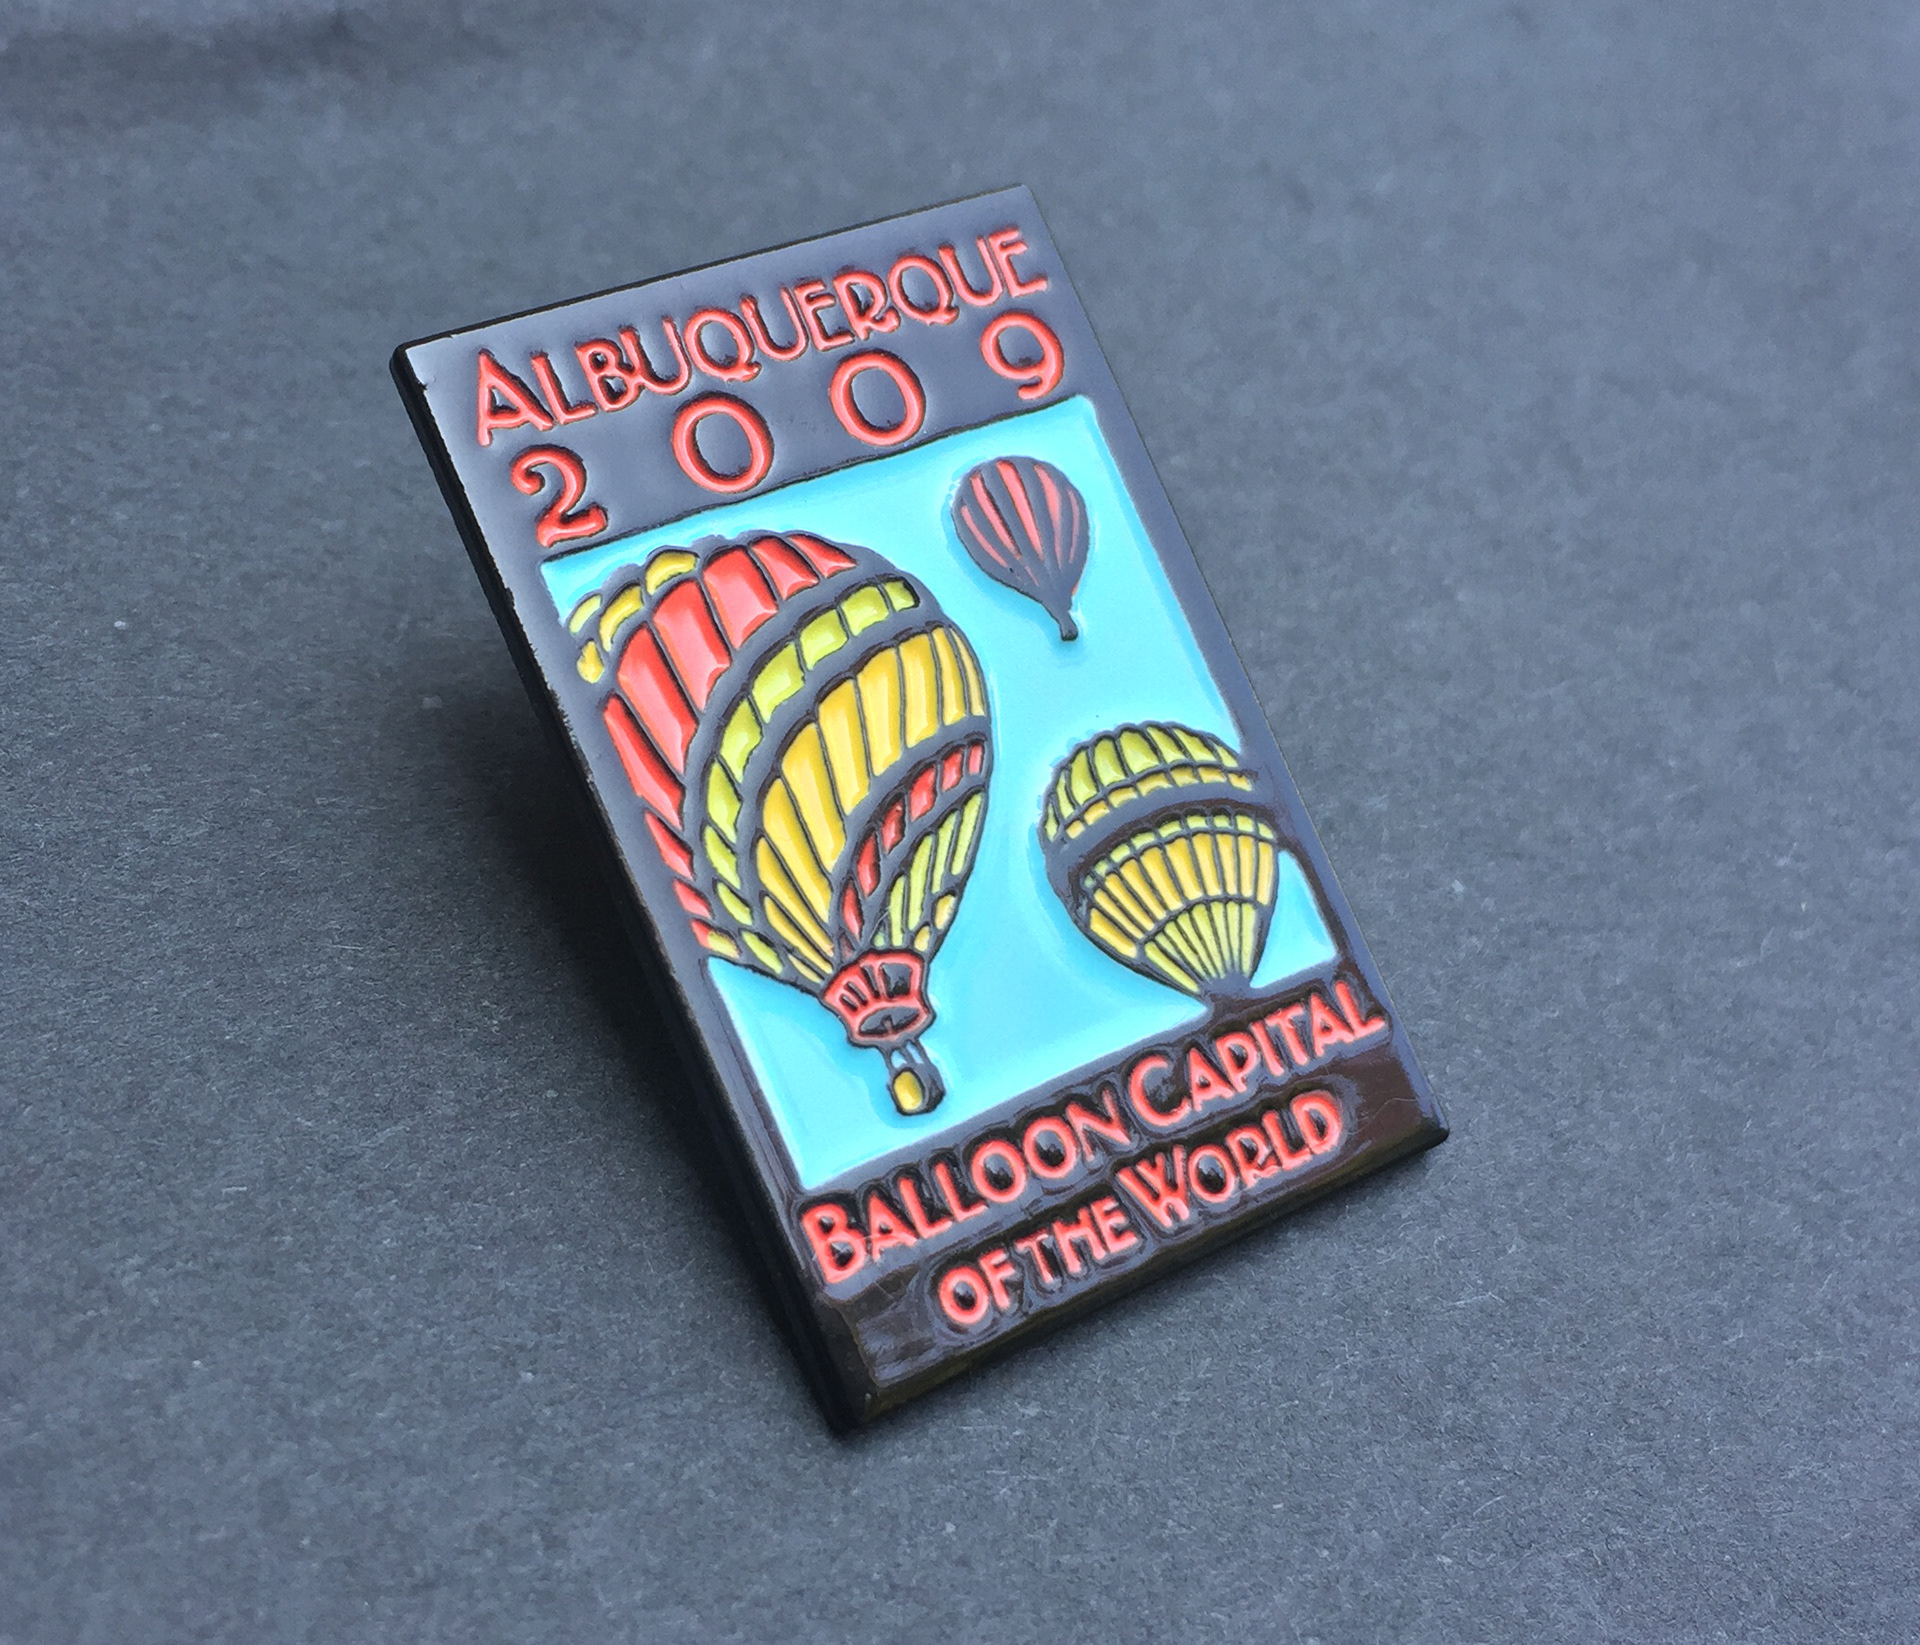 ALBUQUERQUE
2009
BALLOON CAPITAL
OF THE WORLD